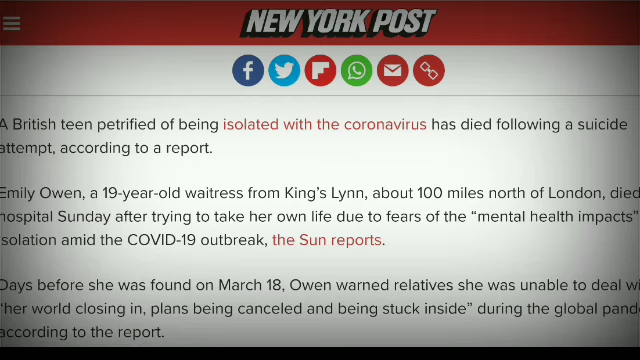 NEW YORK POST
A British teen petrified of being isolated with the coronavirus has died following a suicide
attempt, according to a report.
Emily Owen, a 19-year-old waitress from King's Lynn, about 100 miles north of London, died
hospital Sunday after trying to take her own life due to fears of the “mental health impacts”
isolation amid the COVID-19 outbreak, the Sun reports.
Days before she was found on March 18, Owen warned relatives she was unable to deal wi
“her world closing in, plans being canceled and being stuck inside” during the global pand
according to the report.